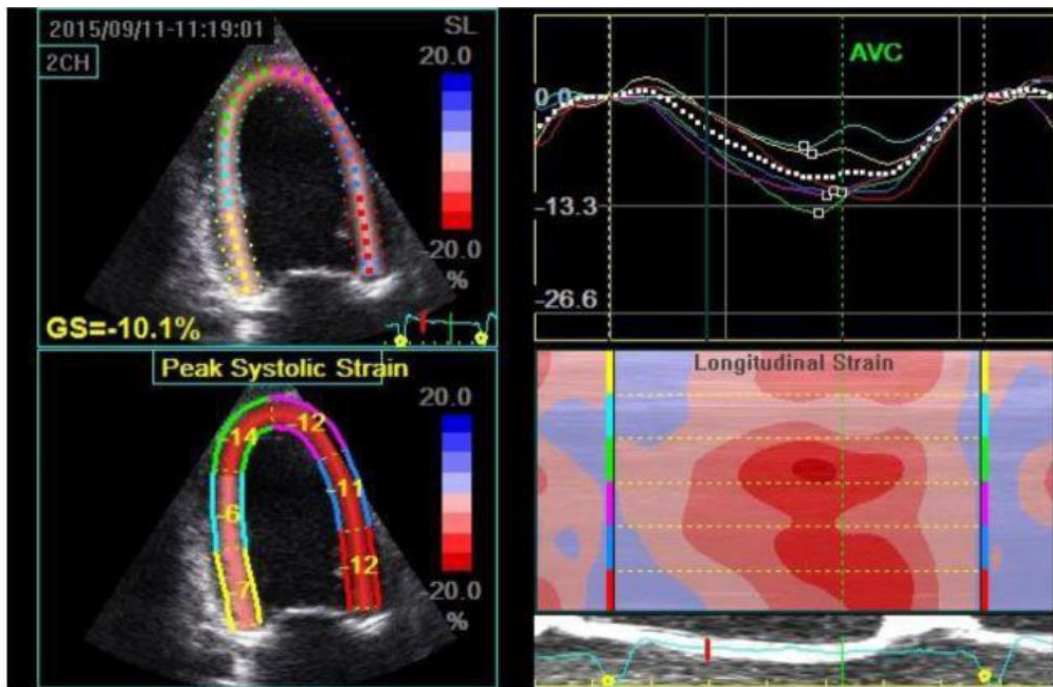 2015/09/11-11:19:01
SL
2CH
20.0
-20.0
%
GS=-10.1%
AVC
0.0
-13.3
-26.6
Peak Systolic Strain
20.0
-14
-12
-6
-11
-7
-12
-20.0
%
Longitudinal Strain